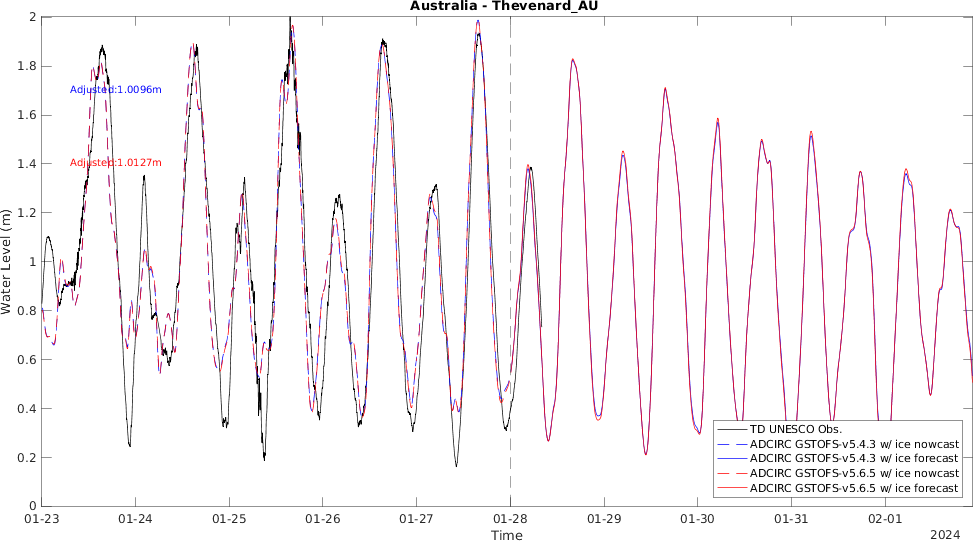 Australia - Thevenard_AU
2
1.8
1.6
1.4
1.2
1
0.8
0.6
0.4
0.2
0
Water Level (m)
Adjusted:1.0096m
Adjusted:1.0127m
TD UNESCO Obs.
ADCIRC GSTOFS-v5.4.3 w/ ice nowcast
ADCIRC GSTOFS-v5.4.3 w/ ice forecast
ADCIRC GSTOFS-v5.6.5 w/ ice nowcast
ADCIRC GSTOFS-v5.6.5 w/ ice forecast
01-23 01-24 01-25 01-26 01-27 01-28 01-29 01-30 01-31 02-01
Time
2024